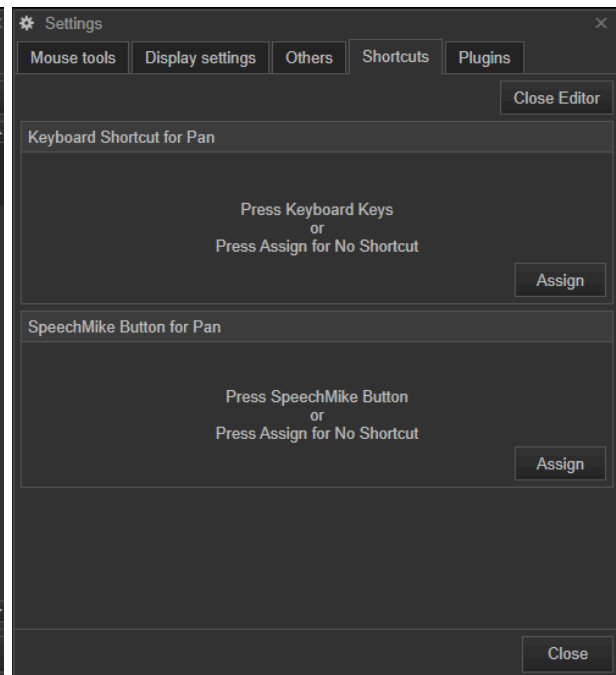 Settings
Mouse tools Display settings Others Shortcuts Plugins
Close Editor
Keyboard Shortcut for Pan
Press Keyboard Keys
or
Press Assign for No Shortcut
Assign
SpeechMike Button for Pan
Press SpeechMike Button
or
Press Assign for No Shortcut
Assign
Close